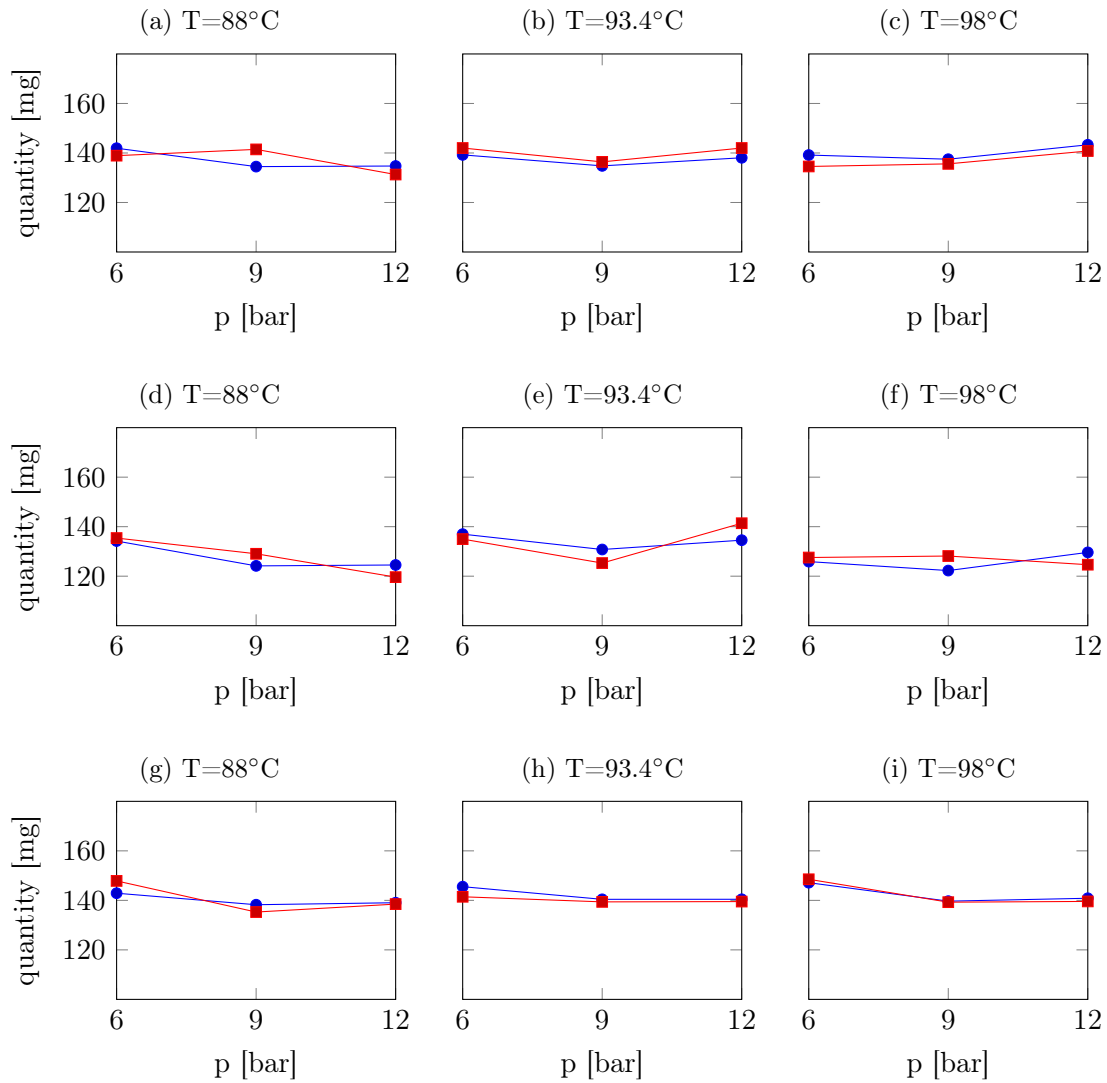 (a) T=88°C (b) T=93.4°C (c) T=98°C
quantity [mg]
160
140
120
6 9 12 6 9 12 6 9 12
p [bar] p [bar] p [bar]
(d) T=88°C (e) T=93.4°C (f) T=98°C
quantity [mg]
160
140
120
6 9 12 6 9 12 6 9 12
p [bar] p [bar] p [bar]
(g) T=88°C (h) T=93.4°C (i) T=98°C
quantity [mg]
160
140
120
6 9 12 6 9 12 6 9 12
p [bar] p [bar] p [bar]